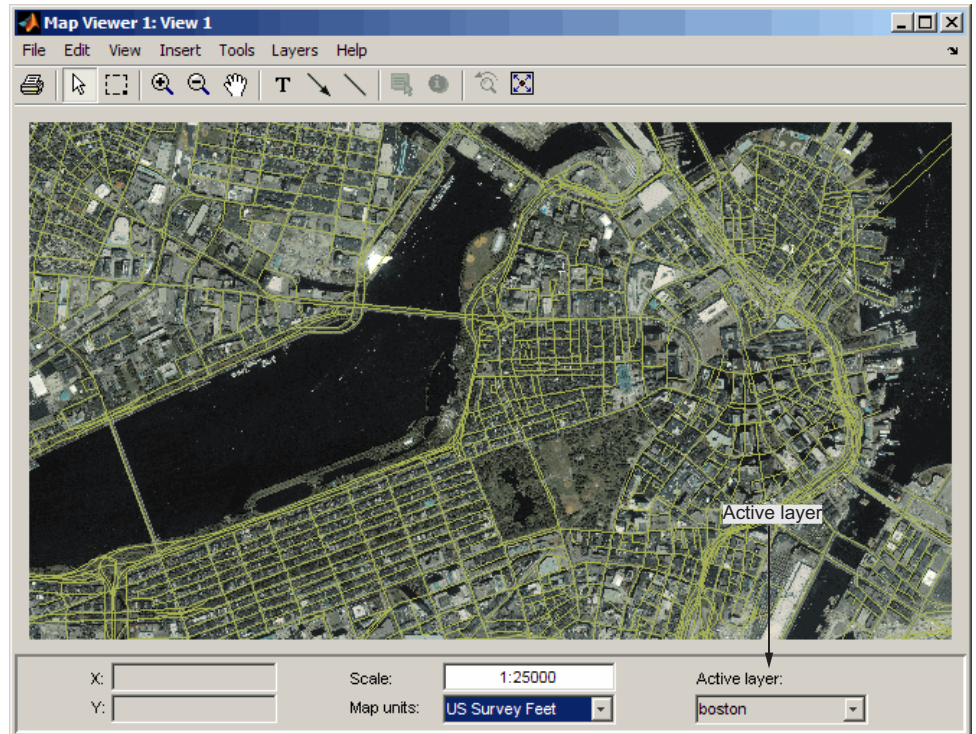 Map Viewer 1: View 1
File Edit View Insert Tools Layers Help
T
Active layer
X:
Scale:
1:25000
Active layer:
Y:
Map units:
US Survey Feet
boston